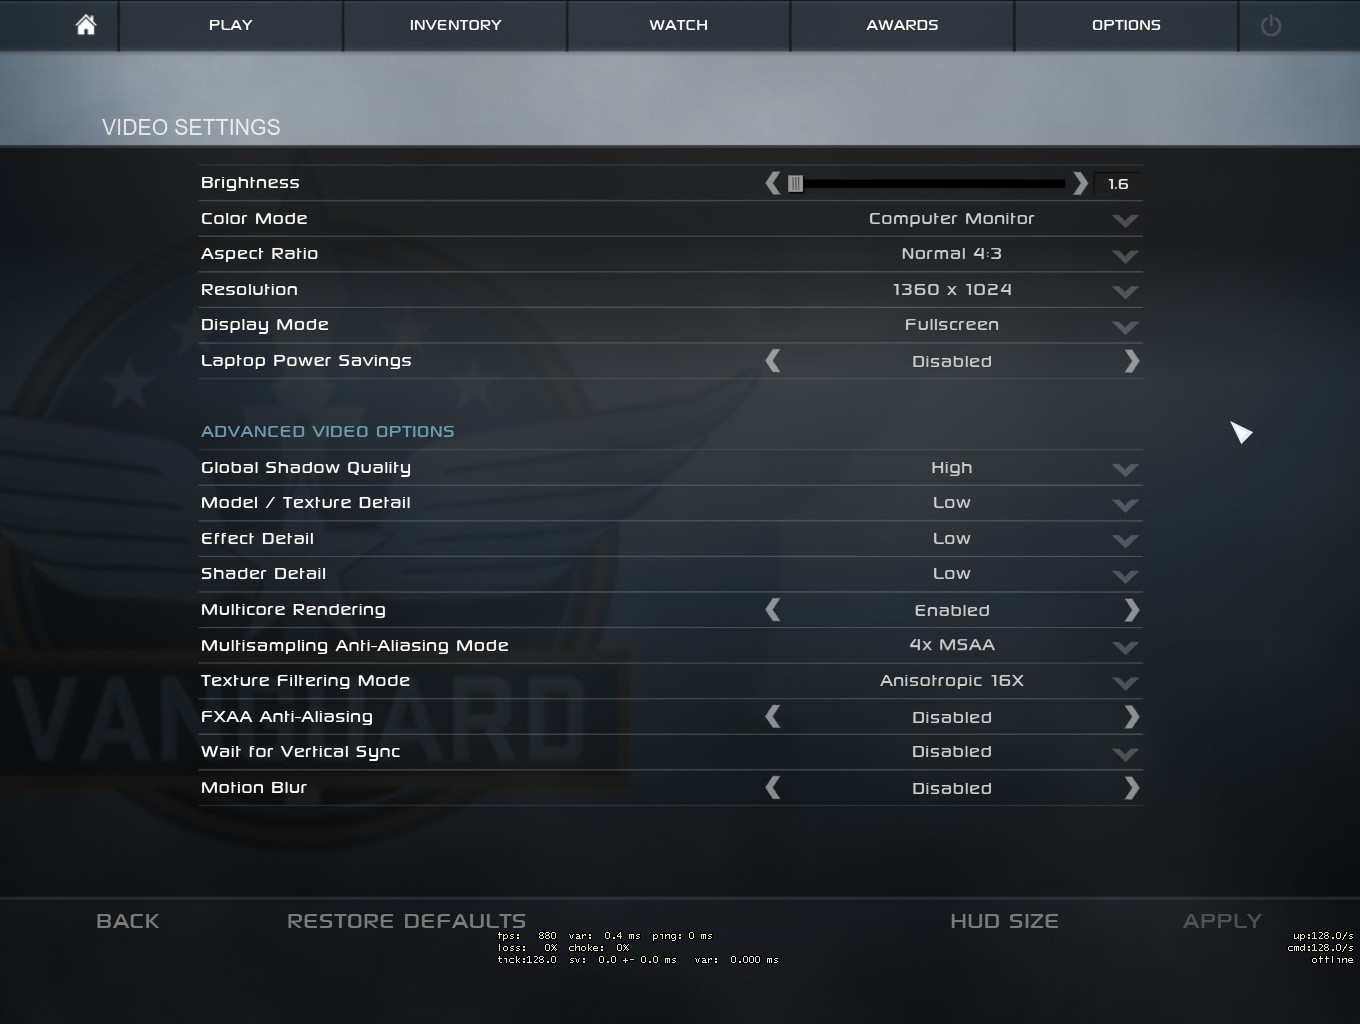 PLAY INVENTORY WATCH AWARDS OPTIONS
VIDEO SETTINGS
Brightness 1.6
Color Mode Computer Monitor
Aspect Ratio Normal 4:3
Resolution 1360 x 1024
Display Mode Fullscreen
Laptop Power Savings Disabled
ADVANCED VIDEO OPTIONS
Global Shadow Quality High
Model / Texture Detail Low
Effect Detail Low
Shader Detail Low
Multicore Rendering Enabled
Multisampling Anti-Aliasing Mode 4x MSAA
Texture Filtering Mode Anisotropic 16X
VANGUARD
FXAA Anti-Aliasing Disabled
Wait for Vertical Sync Disabled
Motion Blur Disabled
BACK RESTORE DEFAULTS HUD SIZE APPLY
fps: 880 var: 0.4 ms ping: 0 ms up:128.0/s
loss: 0% choke: 0% cmd:128.0/s
tick:128.0 sv: 0.0 +- 0.0 ms var: 0.000 ms offline